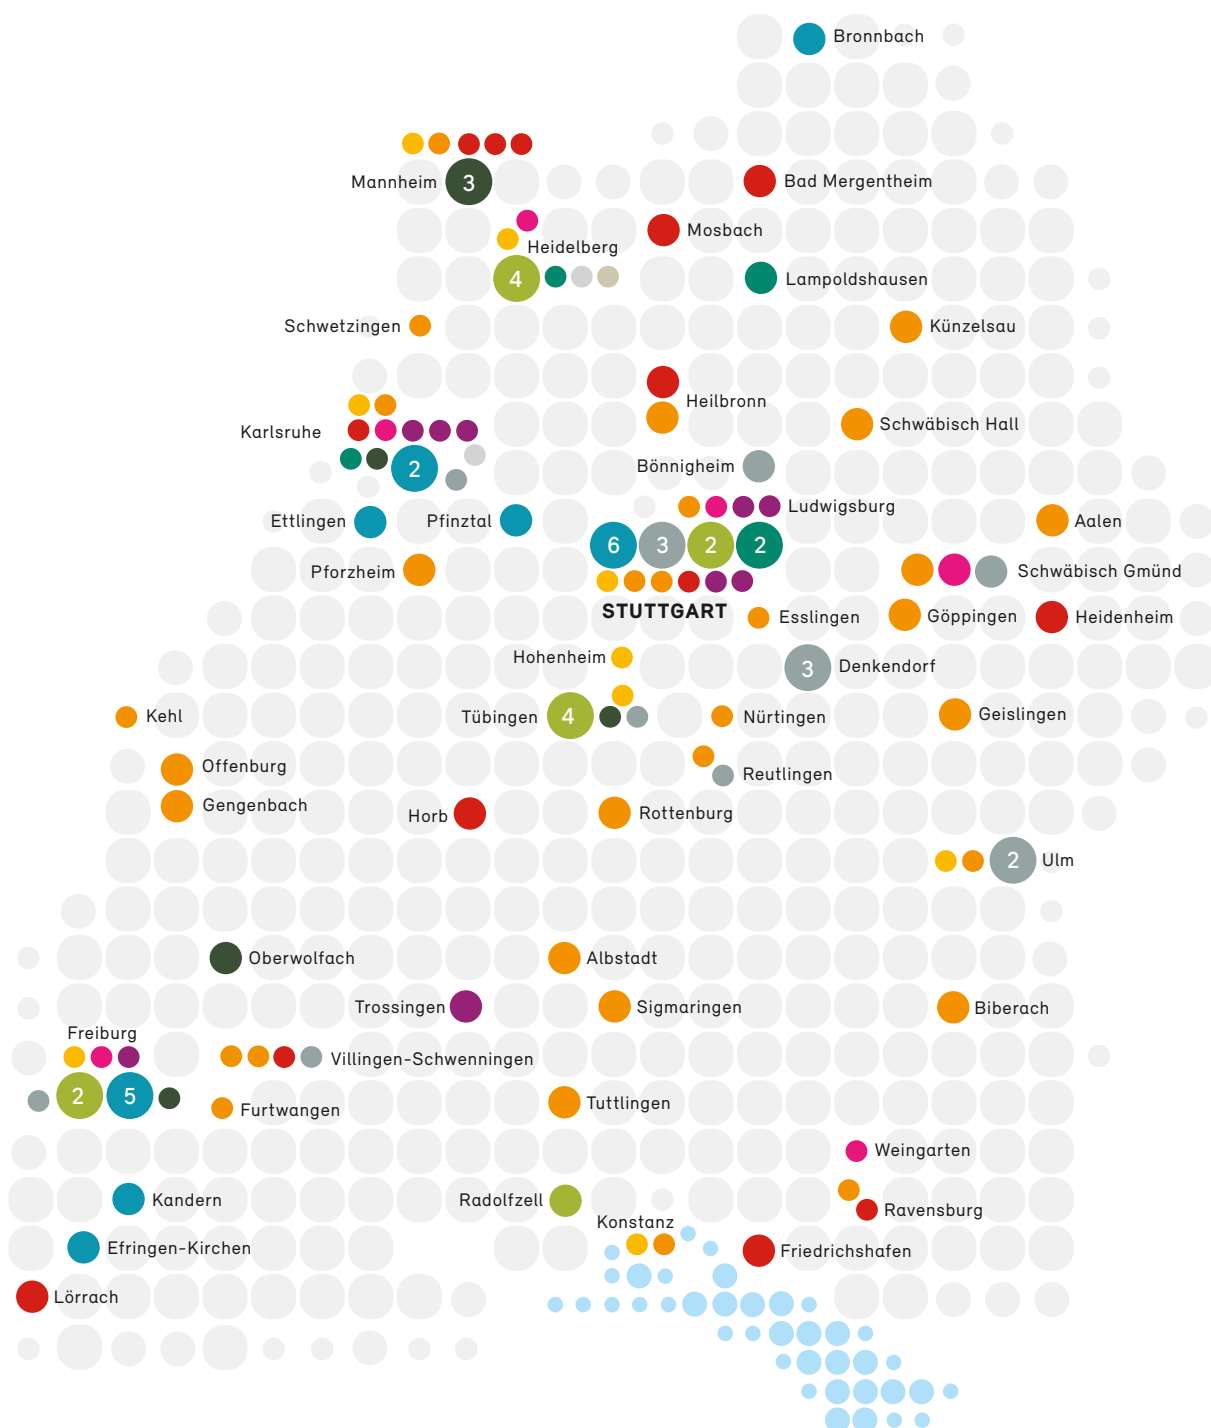 Bronnbach
Mannheim
3
Bad Mergentheim
Mosbach
Heidelberg
4
Lampoldshausen
Schwetzingen
Künzelsau
Heilbronn
Schwäbisch Hall
Karlsruhe
2
Bönnigheim
Ludwigsburg
Ettlingen
Pfinztal
Aalen
6
3
2
2
Pforzheim
Schwäbisch Gmünd
STUTTGART
Esslingen
Göppingen
Heidenheim
Hohenheim
3
Denkendorf
Kehl
Tübingen
4
Nürtingen
Geislingen
Offenburg
Reutlingen
Gengenbach
Horb
Rottenburg
2
Ulm
Oberwolfach
Albstadt
Trossingen
Sigmaringen
Biberach
Freiburg
Villingen-Schwenningen
2
5
Furtwangen
Tuttlingen
Weingarten
Kandern
Radolfzell
Ravensburg
Konstanz
Efringen-Kirchen
Friedrichshafen
Lörrach